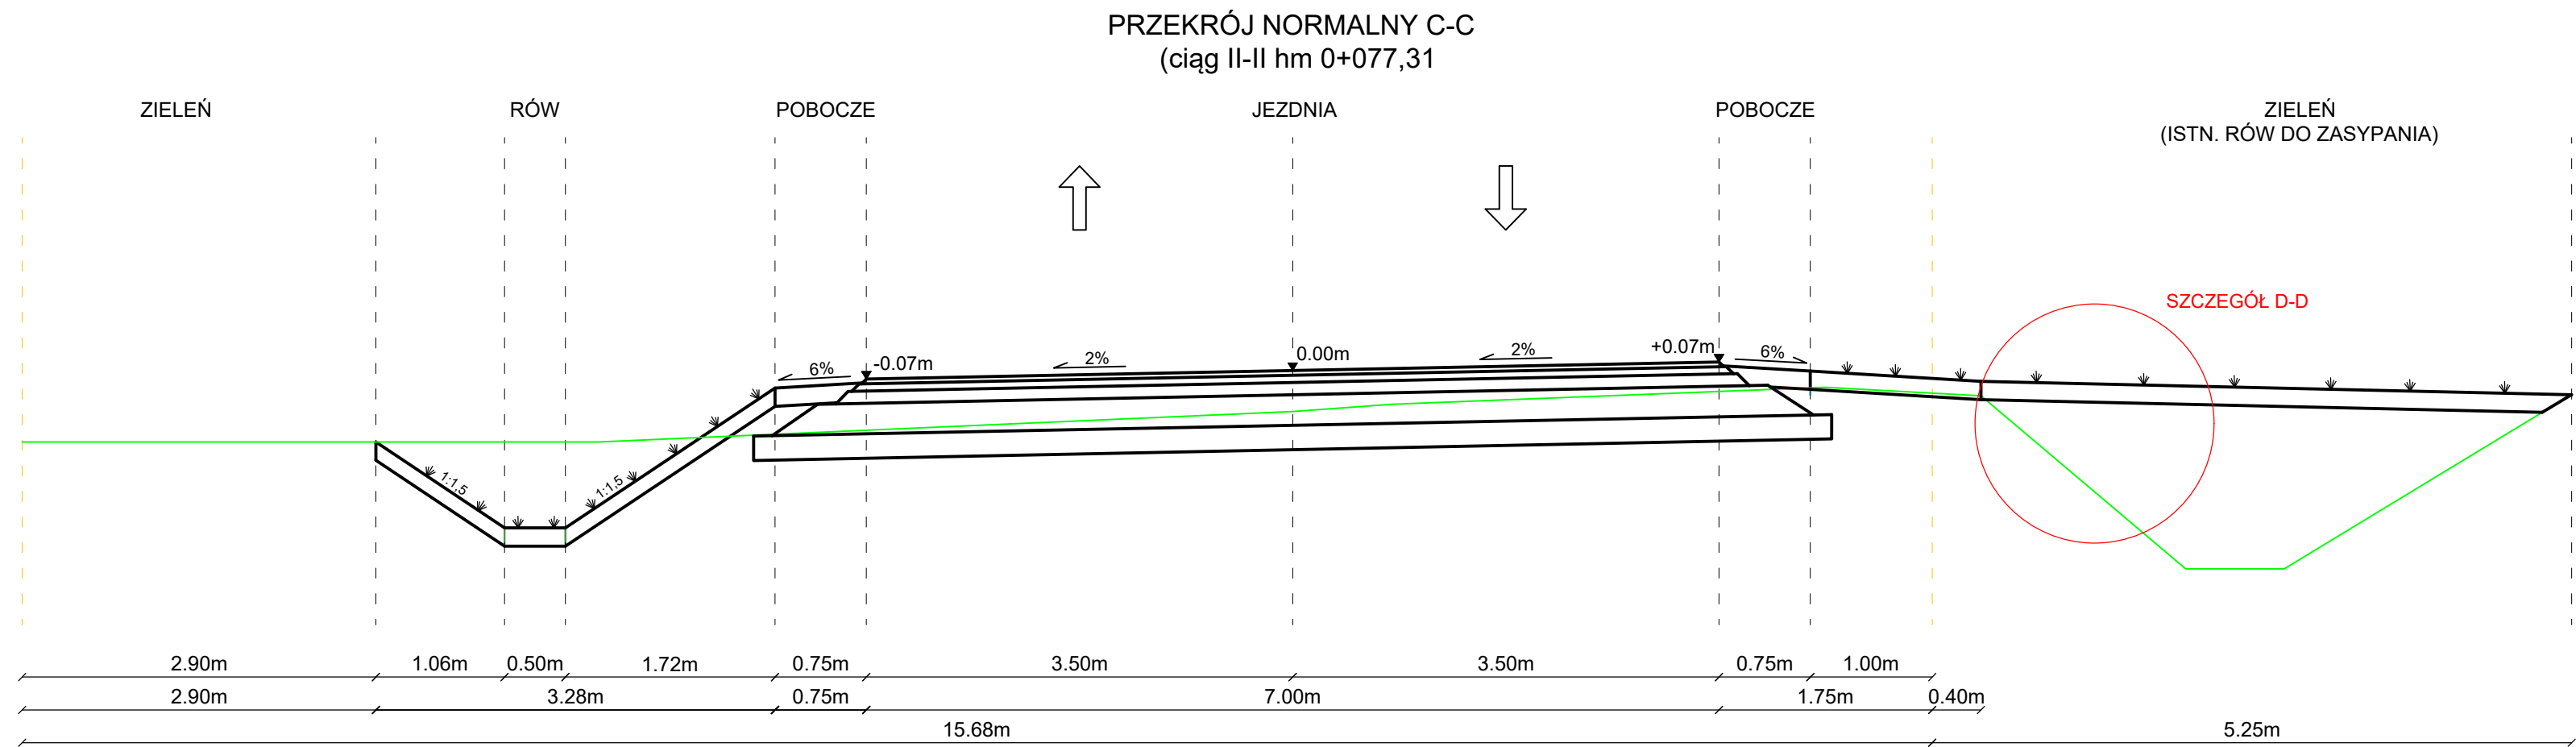 PRZEKRÓJ NORMALNY C-C
(ciąg II-II hm 0+077,31
ZIELEŃ
RÓW
POBOCZE
JEZDNIA
POBOCZE
ZIELEŃ
(ISTN. RÓW DO ZASYPANIA)
SZCZEGÓŁ D-D
6%
-0.07m
2%
0.00m
2%
+0.07m
6%
1:1,5
1:1,5
2.90m
1.06m
0.50m
1.72m
0.75m
3.50m
3.50m
0.75m
1.00m
2.90m
3.28m
0.75m
7.00m
1.75m
0.40m
15.68m
5.25m